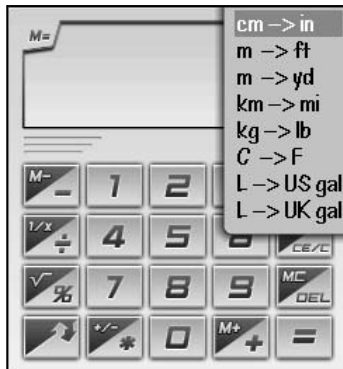 cm –> in
M=
m –> ft
m –> yd
km –> mi
kg –> lb
C –> F
L –> US gal
L –> UK gal
M– – 1 2
1/x ÷ 4 5 6 CE/C
√ % 7 8 9 MC DEL
+/– * 0 M+ + =